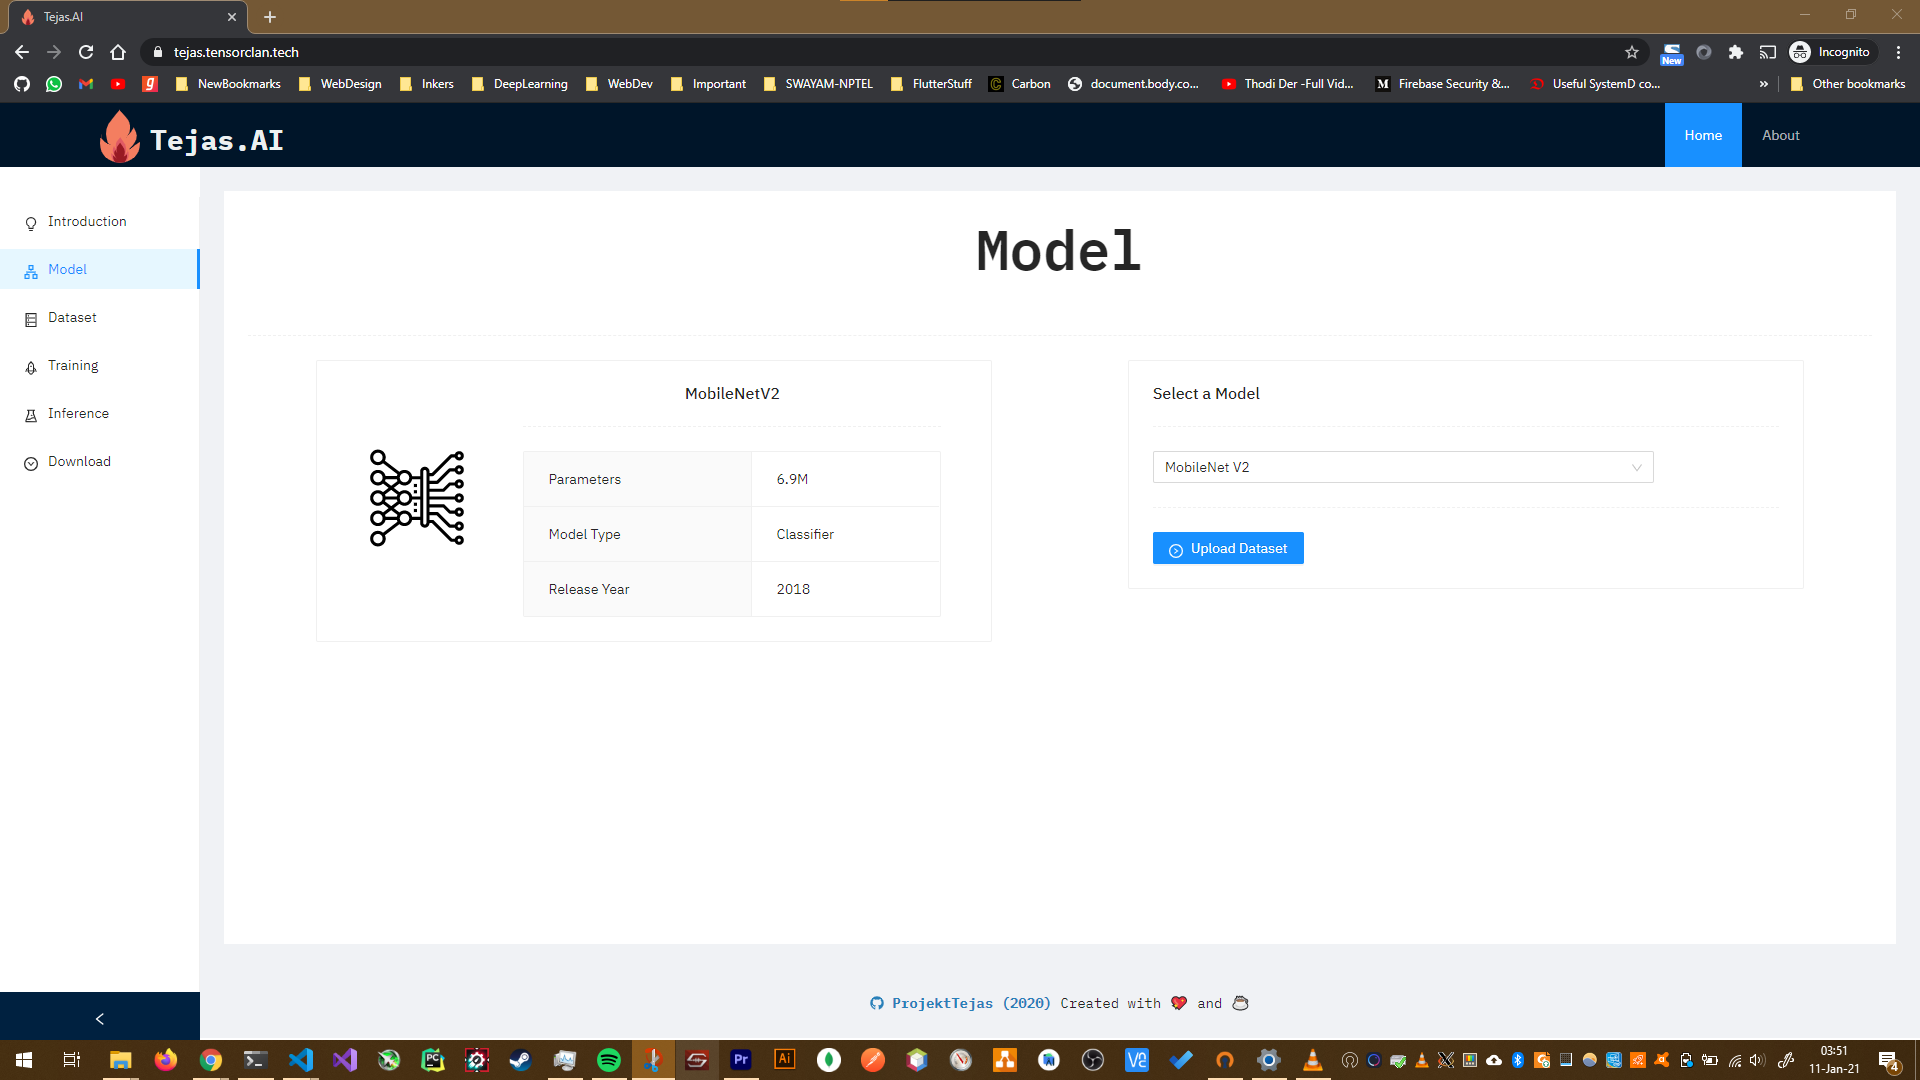 Tejas.AI
tejas.tensorclan.tech
New
Incognito
NewBookmarks WebDesign Inkers DeepLearning WebDev Important SWAYAM-NPTEL FlutterStuff Carbon document.body.co... Thodi Der -Full Vid... Firebase Security &... Useful SystemD co... » Other bookmarks
Tejas.AI
Home About
Introduction
Model
Dataset
Training
Inference
Download
Model
MobileNetV2
Parameters 6.9M
Model Type Classifier
Release Year 2018
Select a Model
MobileNet V2
Upload Dataset
ProjektTejas (2020) Created with ❤ and
03:51
11-Jan-21
4